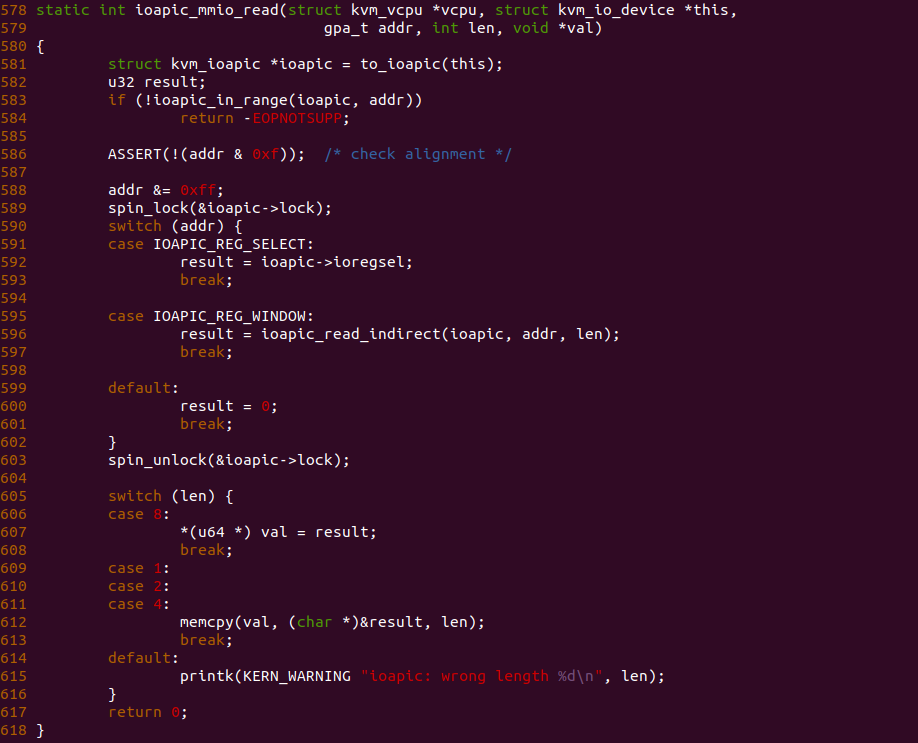 578 static int ioapic_mmio_read(struct kvm_vcpu *vcpu, struct kvm_io_device *this,
579                                 gpa_t addr, int len, void *val)
580 {
581         struct kvm_ioapic *ioapic = to_ioapic(this);
582         u32 result;
583         if (!ioapic_in_range(ioapic, addr))
584                 return -EOPNOTSUPP;
585
586         ASSERT(!(addr & 0xf));  /* check alignment */
587
588         addr &= 0xff;
589         spin_lock(&ioapic->lock);
590         switch (addr) {
591         case IOAPIC_REG_SELECT:
592                 result = ioapic->ioregsel;
593                 break;
594
595         case IOAPIC_REG_WINDOW:
596                 result = ioapic_read_indirect(ioapic, addr, len);
597                 break;
598
599         default:
600                 result = 0;
601                 break;
602         }
603         spin_unlock(&ioapic->lock);
604
605         switch (len) {
606         case 8:
607                 *(u64 *) val = result;
608                 break;
609         case 1:
610         case 2:
611         case 4:
612                 memcpy(val, (char *)&result, len);
613                 break;
614         default:
615                 printk(KERN_WARNING "ioapic: wrong length %d\n", len);
616         }
617         return 0;
618 }